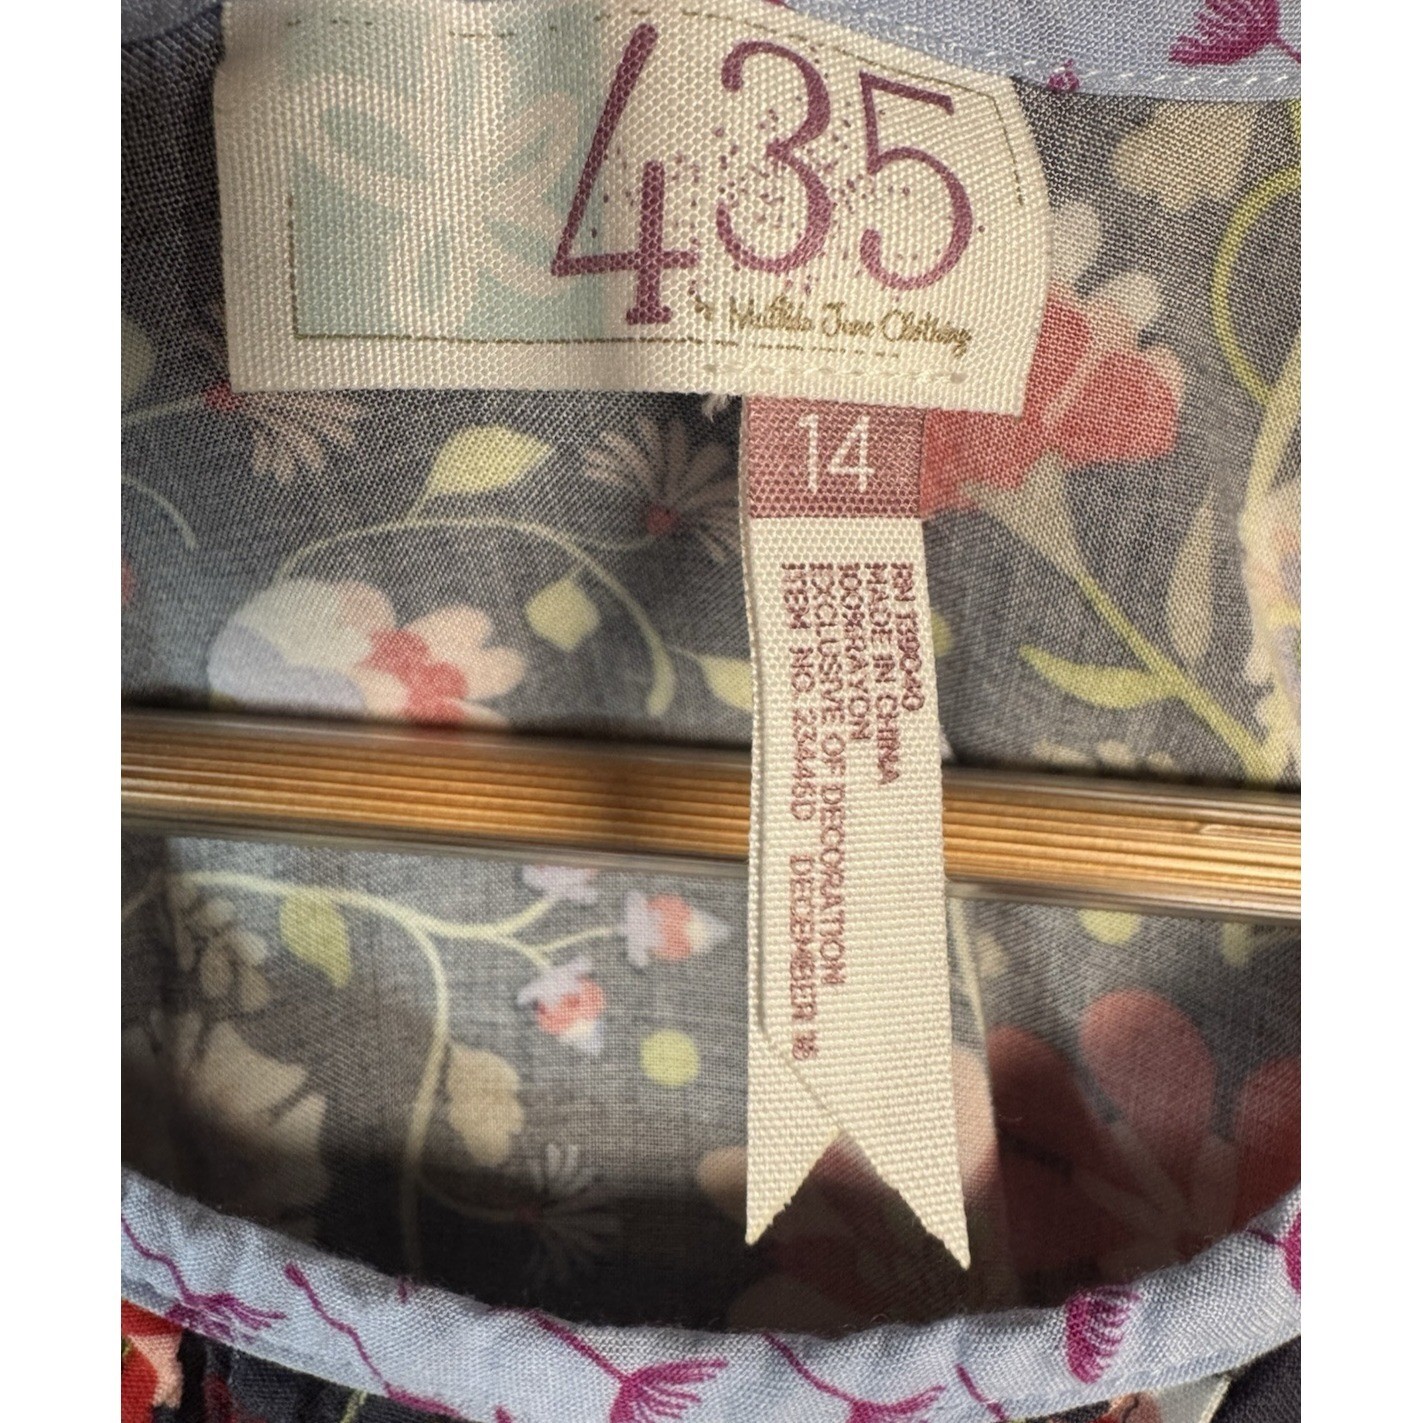 435
by Matilda Jane Clothing
14
RN 139040
MADE IN CHINA
100% RAYON
EXCLUSIVE OF DECORATION
ITEM NO. 23446D DECEMBER 18